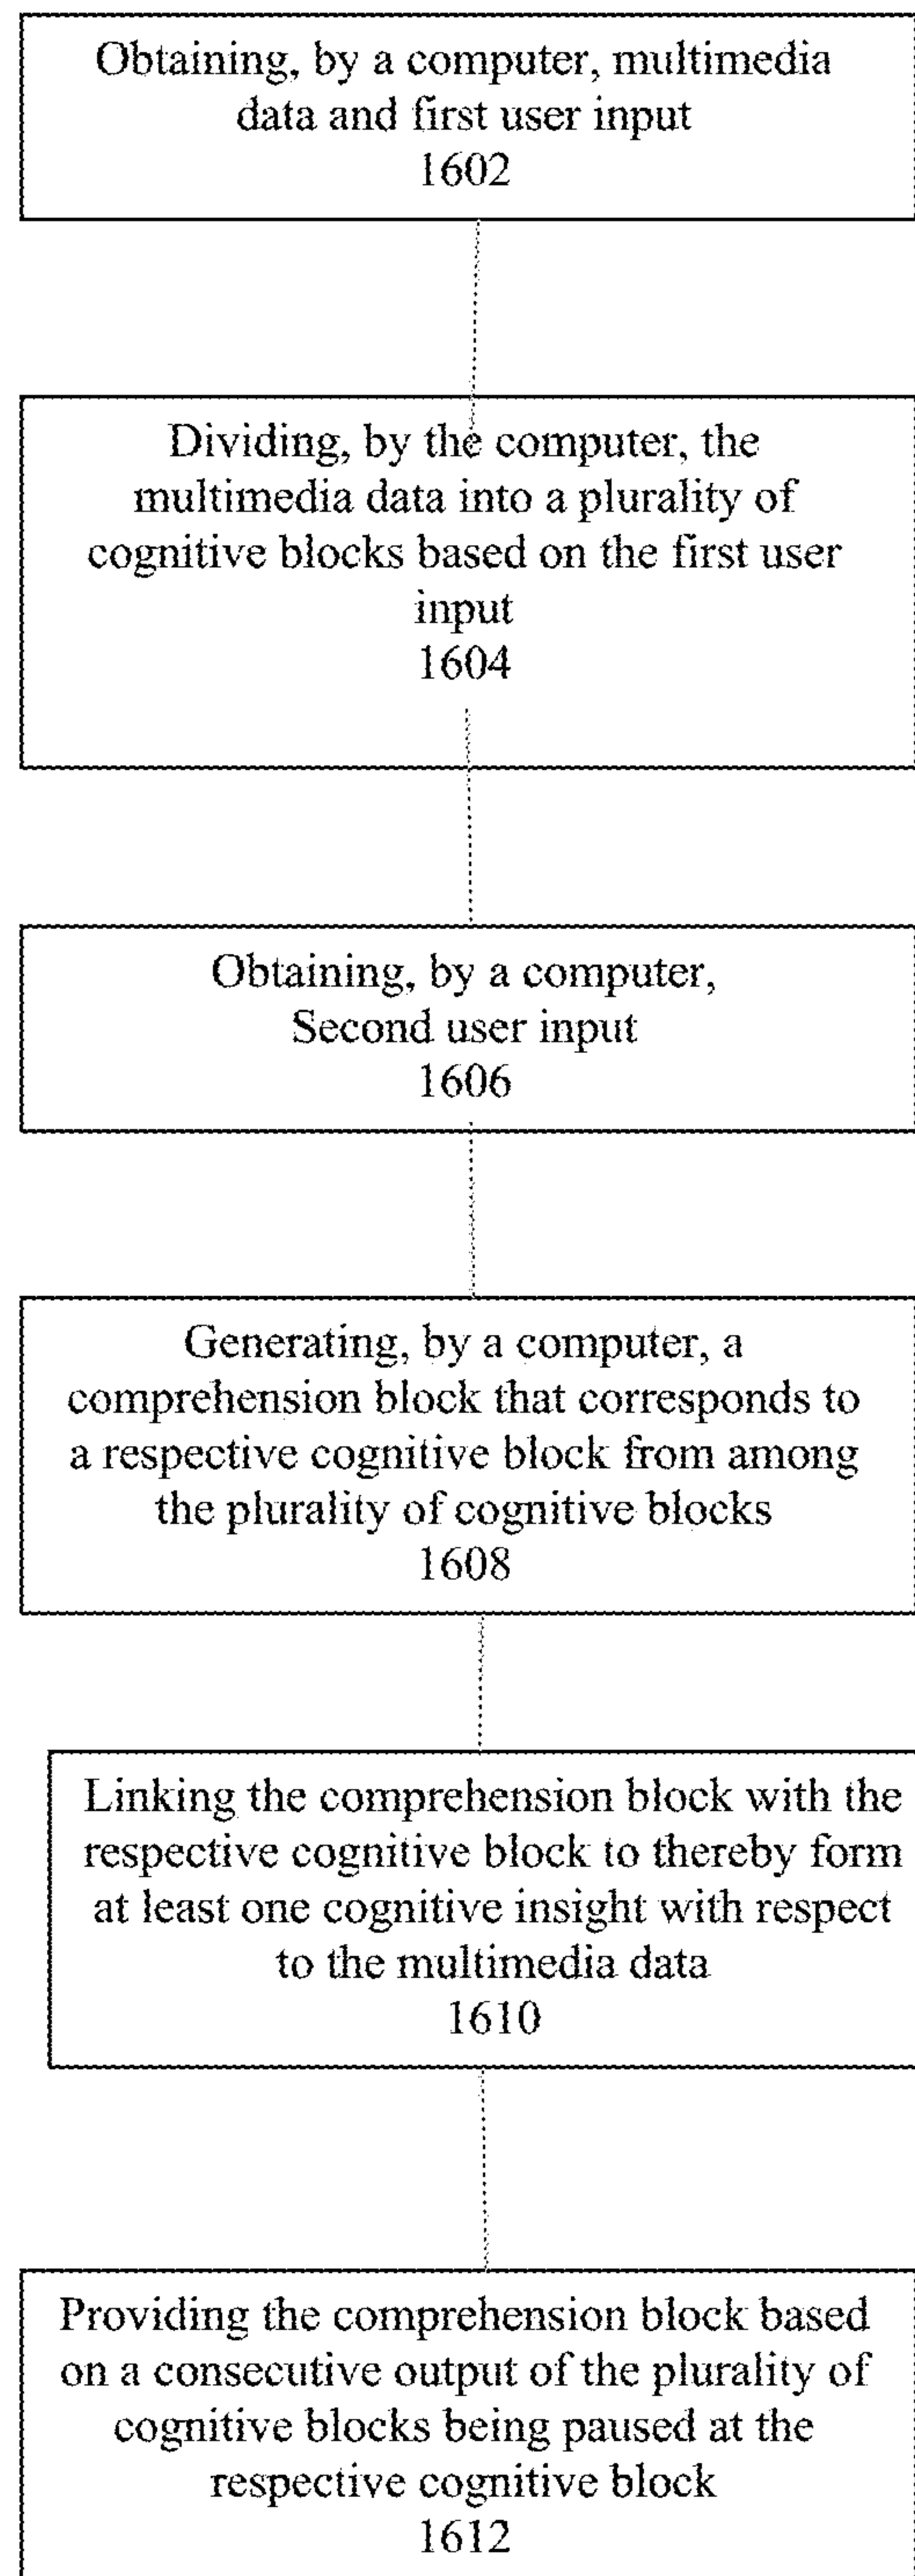 Obtaining, by a computer, multimedia
data and first user input
1602
Dividing, by the computer, the
multimedia data into a plurality of
cognitive blocks based on the first user
input
1604
Obtaining, by a computer,
Second user input
1606
Generating, by a computer, a
comprehension block that corresponds to
a respective cognitive block from among
the plurality of cognitive blocks
1608
Linking the comprehension block with the
respective cognitive block to thereby form
at least one cognitive insight with respect
to the multimedia data
1610
Providing the comprehension block based
on a consecutive output of the plurality of
cognitive blocks being paused at the
respective cognitive block
1612